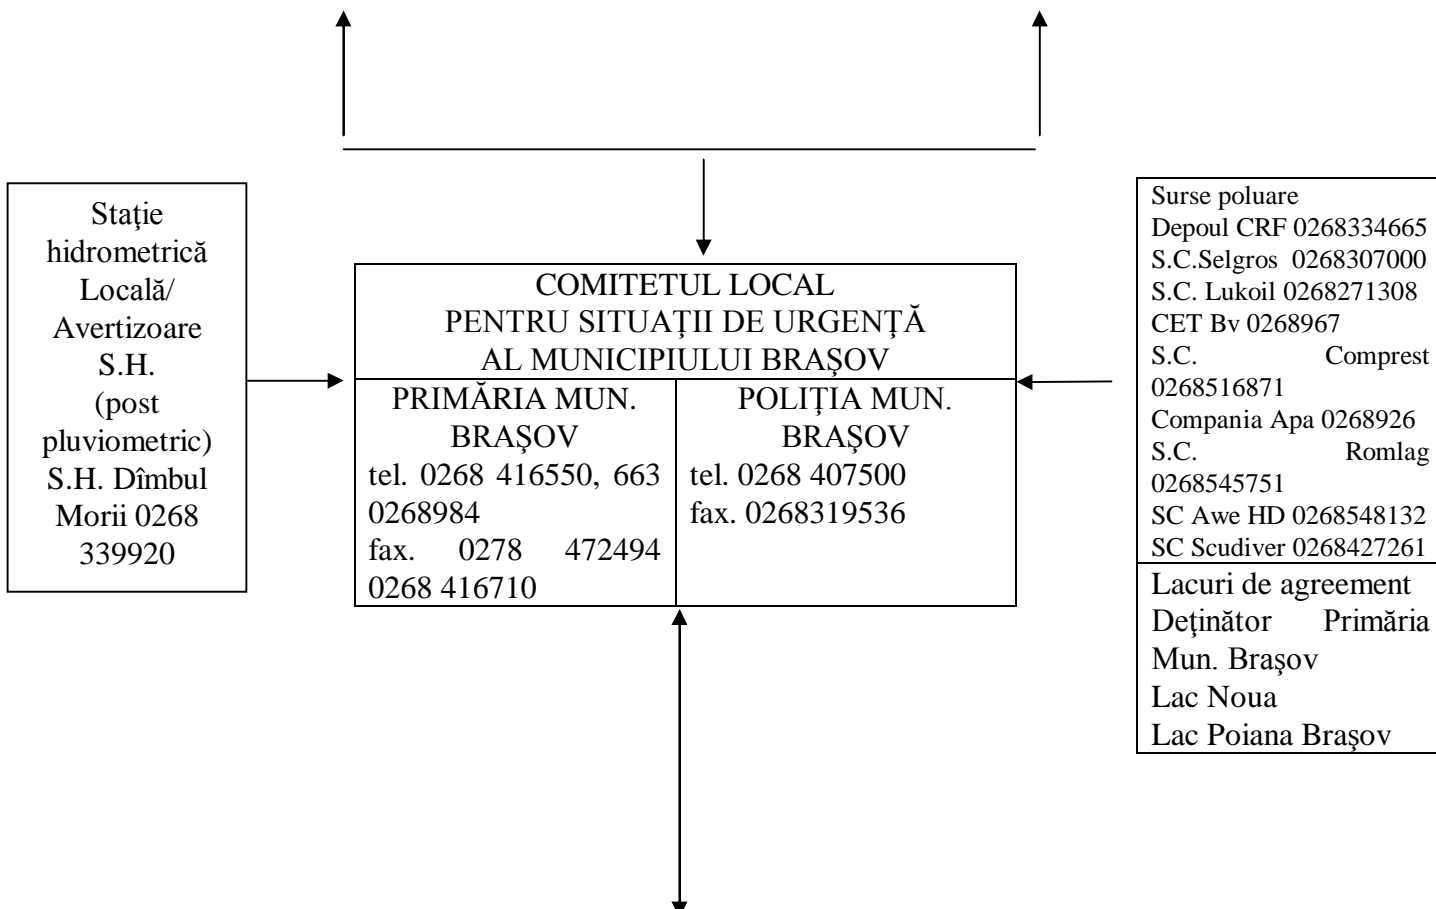 Staţie
hidrometrică
Locală/
Avertizoare
S.H.
(post
pluviometric)
S.H. Dîmbul
Morii 0268
339920
COMITETUL LOCAL
PENTRU SITUAŢII DE URGENŢĂ
AL MUNICIPIULUI BRAŞOV
PRIMĂRIA MUN.
BRAŞOV
tel. 0268 416550, 663
0268984
fax. 0278 472494
0268 416710
POLIŢIA MUN.
BRAŞOV
tel. 0268 407500
fax. 0268319536
Surse poluare
Depoul CRF 0268334665
S.C.Selgros 0268307000
S.C. Lukoil 0268271308
CET Bv 0268967
S.C. Comprest
0268516871
Compania Apa 0268926
S.C. Romlag
0268545751
SC Awe HD 0268548132
SC Scudiver 0268427261
Lacuri de agreement
Deţinător Primăria
Mun. Braşov
Lac Noua
Lac Poiana Braşov